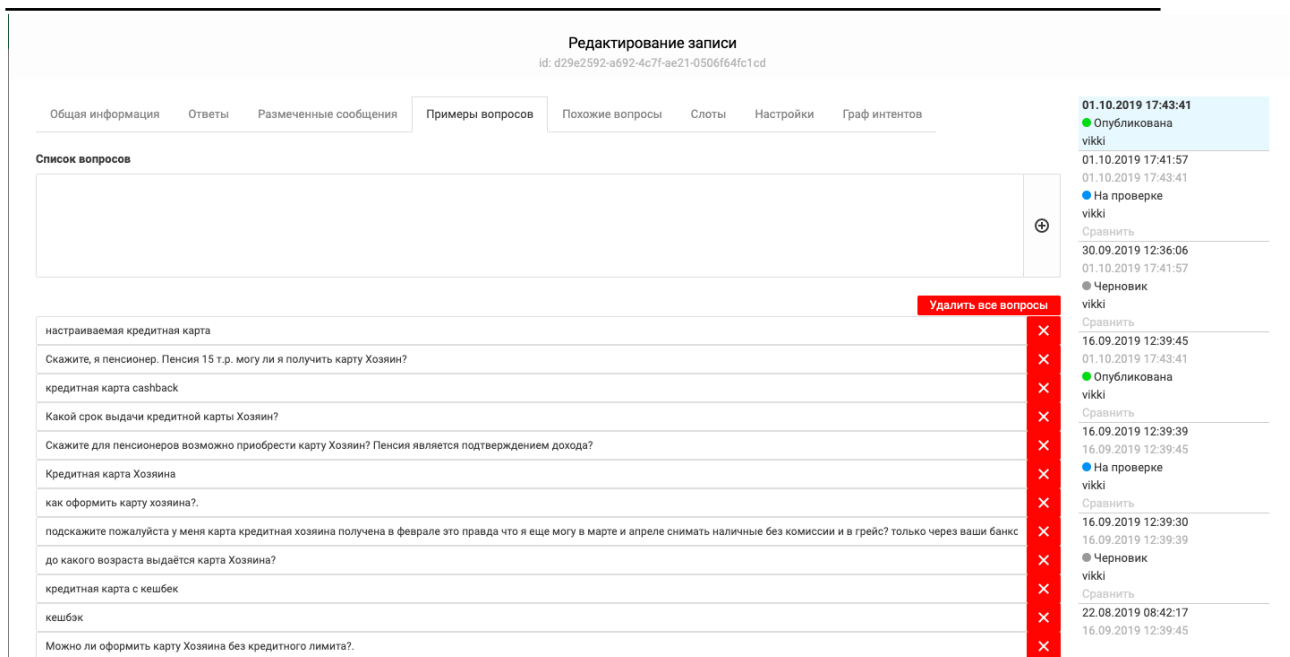 Редактирование записи
id: d29e2592-a692-4c7f-ae21-0506f64fc1cd
Общая информация Ответы Размеченные сообщения Примеры вопросов Похожие вопросы Слоты Настройки Граф интентов
Список вопросов
Удалить все вопросы
настраиваемая кредитная карта
Скажите, я пенсионер. Пенсия 15 т.р. могу ли я получить карту Хозяин?
кредитная карта cashback
Какой срок выдачи кредитной карты Хозяин?
Скажите для пенсионеров возможно приобрести карту Хозяин? Пенсия является подтверждением дохода?
Кредитная карта Хозяина
как оформить карту хозяина?.
подскажите пожалуйста у меня карта кредитная хозяина получена в феврале это правда что я еще могу в марте и апреле снимать наличные без комиссии и в грейс? только через ваши банкс
до какого возраста выдаётся карта Хозяина?
кредитная карта с кешбек
кешбэк
Можно ли оформить карту Хозяина без кредитного лимита?.
01.10.2019 17:43:41
Опубликована
vikki
01.10.2019 17:41:57
01.10.2019 17:43:41
На проверке
vikki
Сравнить
30.09.2019 12:36:06
01.10.2019 17:41:57
Черновик
vikki
Сравнить
16.09.2019 12:39:45
01.10.2019 17:43:41
Опубликована
vikki
Сравнить
16.09.2019 12:39:39
16.09.2019 12:39:45
На проверке
vikki
Сравнить
16.09.2019 12:39:30
16.09.2019 12:39:39
Черновик
vikki
Сравнить
22.08.2019 08:42:17
16.09.2019 12:39:45